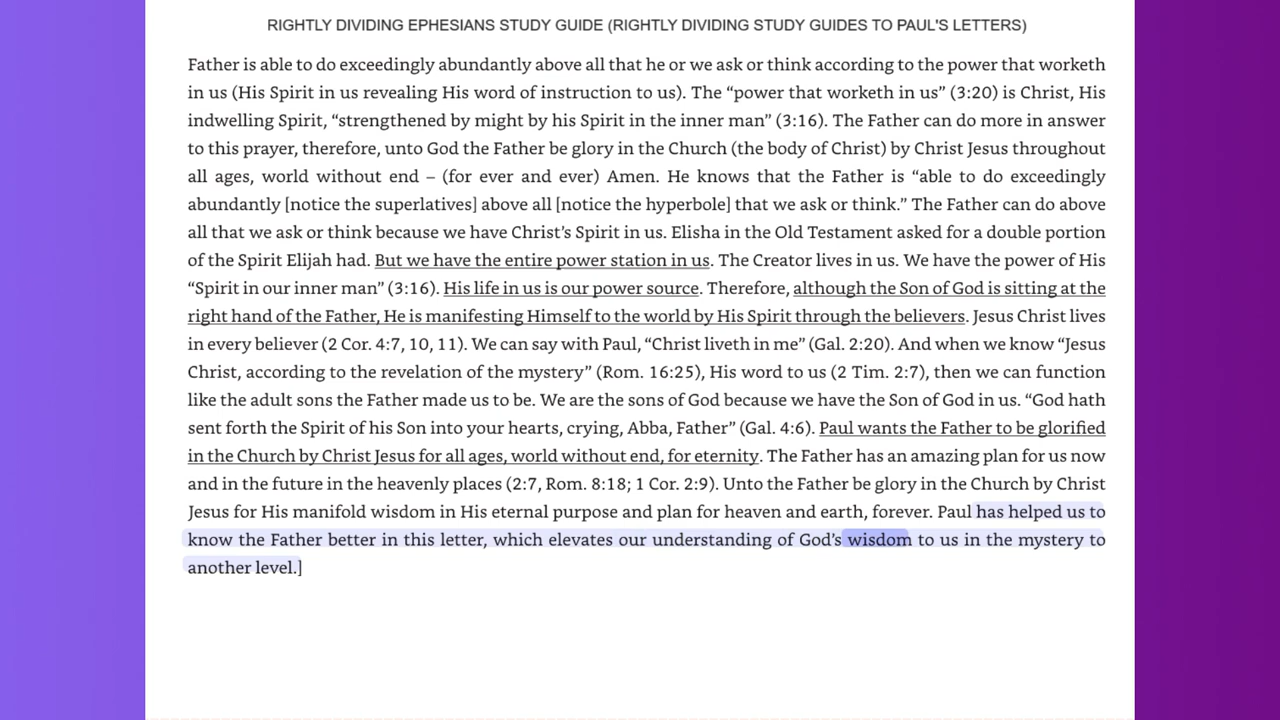 RIGHTLY DIVIDING EPHESIANS STUDY GUIDE (RIGHTLY DIVIDING STUDY GUIDES TO PAUL'S LETTERS)
Father is able to do exceedingly abundantly above all that he or we ask or think according to the power that worketh
in us (His Spirit in us revealing His word of instruction to us). The “power that worketh in us” (3:20) is Christ, His
indwelling Spirit, “strengthened by might by his Spirit in the inner man” (3:16). The Father can do more in answer
to this prayer, therefore, unto God the Father be glory in the Church (the body of Christ) by Christ Jesus throughout
all ages, world without end – (for ever and ever) Amen. He knows that the Father is “able to do exceedingly
abundantly [notice the superlatives] above all [notice the hyperbole] that we ask or think.” The Father can do above
all that we ask or think because we have Christ’s Spirit in us. Elisha in the Old Testament asked for a double portion
of the Spirit Elijah had. But we have the entire power station in us. The Creator lives in us. We have the power of His
“Spirit in our inner man” (3:16). His life in us is our power source. Therefore, although the Son of God is sitting at the
right hand of the Father, He is manifesting Himself to the world by His Spirit through the believers. Jesus Christ lives
in every believer (2 Cor. 4:7, 10, 11). We can say with Paul, “Christ liveth in me” (Gal. 2:20). And when we know “Jesus
Christ, according to the revelation of the mystery” (Rom. 16:25), His word to us (2 Tim. 2:7), then we can function
like the adult sons the Father made us to be. We are the sons of God because we have the Son of God in us. “God hath
sent forth the Spirit of his Son into your hearts, crying, Abba, Father” (Gal. 4:6). Paul wants the Father to be glorified
in the Church by Christ Jesus for all ages, world without end, for eternity. The Father has an amazing plan for us now
and in the future in the heavenly places (2:7, Rom. 8:18; 1 Cor. 2:9). Unto the Father be glory in the Church by Christ
Jesus for His manifold wisdom in His eternal purpose and plan for heaven and earth, forever. Paul has helped us to
know the Father better in this letter, which elevates our understanding of God’s wisdom to us in the mystery to
another level.]